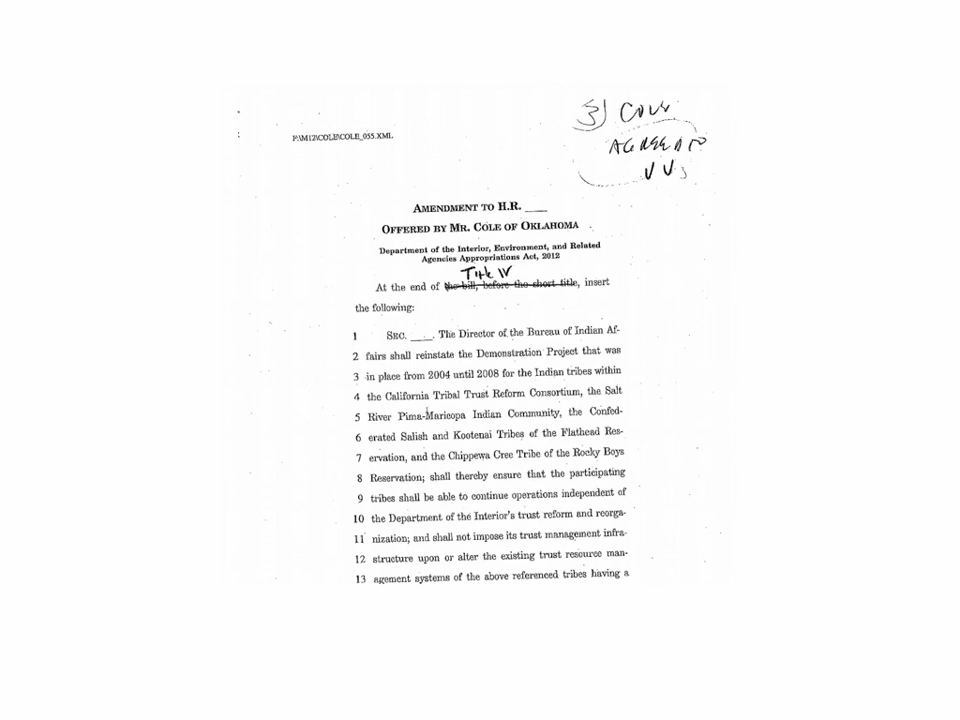 3) COLE
AGREED TO
VV
F:\M12\COLE\COLE_055.XML
AMENDMENT TO H.R. ____
OFFERED BY MR. COLE OF OKLAHOMA
Department of the Interior, Environment, and Related
Agencies Appropriations Act, 2012
Title IV
At the end of the bill, before the short title, insert
the following:
1 SEC. ____. The Director of the Bureau of Indian Af-
2 fairs shall reinstate the Demonstration Project that was
3 in place from 2004 until 2008 for the Indian tribes within
4 the California Tribal Trust Reform Consortium, the Salt
5 River Pima-Maricopa Indian Community, the Confed-
6 erated Salish and Kootenai Tribes of the Flathead Res-
7 ervation, and the Chippewa Cree Tribe of the Rocky Boys
8 Reservation; shall thereby ensure that the participating
9 tribes shall be able to continue operations independent of
10 the Department of the Interior's trust reform and reorga-
11 nization; and shall not impose its trust management infra-
12 structure upon or alter the existing trust resource man-
13 agement systems of the above referenced tribes having a